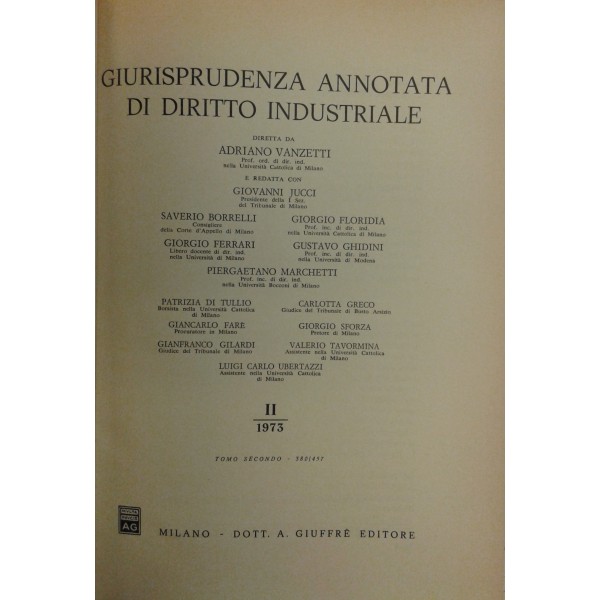 GIURISPRUDENZA ANNOTATA
DI DIRITTO INDUSTRIALE
DIRETTA DA
ADRIANO VANZETTI
Prof. ord. di dir. ind.
nella Università Cattolica di Milano
E REDATTA CON
GIOVANNI JUCCI
Presidente della I Sez.
del Tribunale di Milano
SAVERIO BORRELLI
Consigliere
della Corte d'Appello di Milano
GIORGIO FLORIDIA
Prof. inc. di dir. ind.
nella Università Cattolica di Milano
GIORGIO FERRARI
Libero docente di dir. ind.
nella Università di Milano
GUSTAVO GHIDINI
Prof. inc. di dir. ind.
nella Università di Modena
PIERGAETANO MARCHETTI
Prof. inc. di dir. ind.
nella Università Bocconi di Milano
PATRIZIA DI TULLIO
Borsista nella Università Cattolica
di Milano
CARLOTTA GRECO
Giudice del Tribunale di Busto Arsizio
GIANCARLO FARÈ
Procuratore in Milano
GIORGIO SFORZA
Pretore di Milano
GIANFRANCO GILARDI
Giudice del Tribunale di Milano
VALERIO TAVORMINA
Assistente nella Università Cattolica
di Milano
LUIGI CARLO UBERTAZZI
Assistente nella Università Cattolica
di Milano
II
1973
TOMO SECONDO -
AG
MILANO - DOTT. A. GIUFFRÈ EDITORE